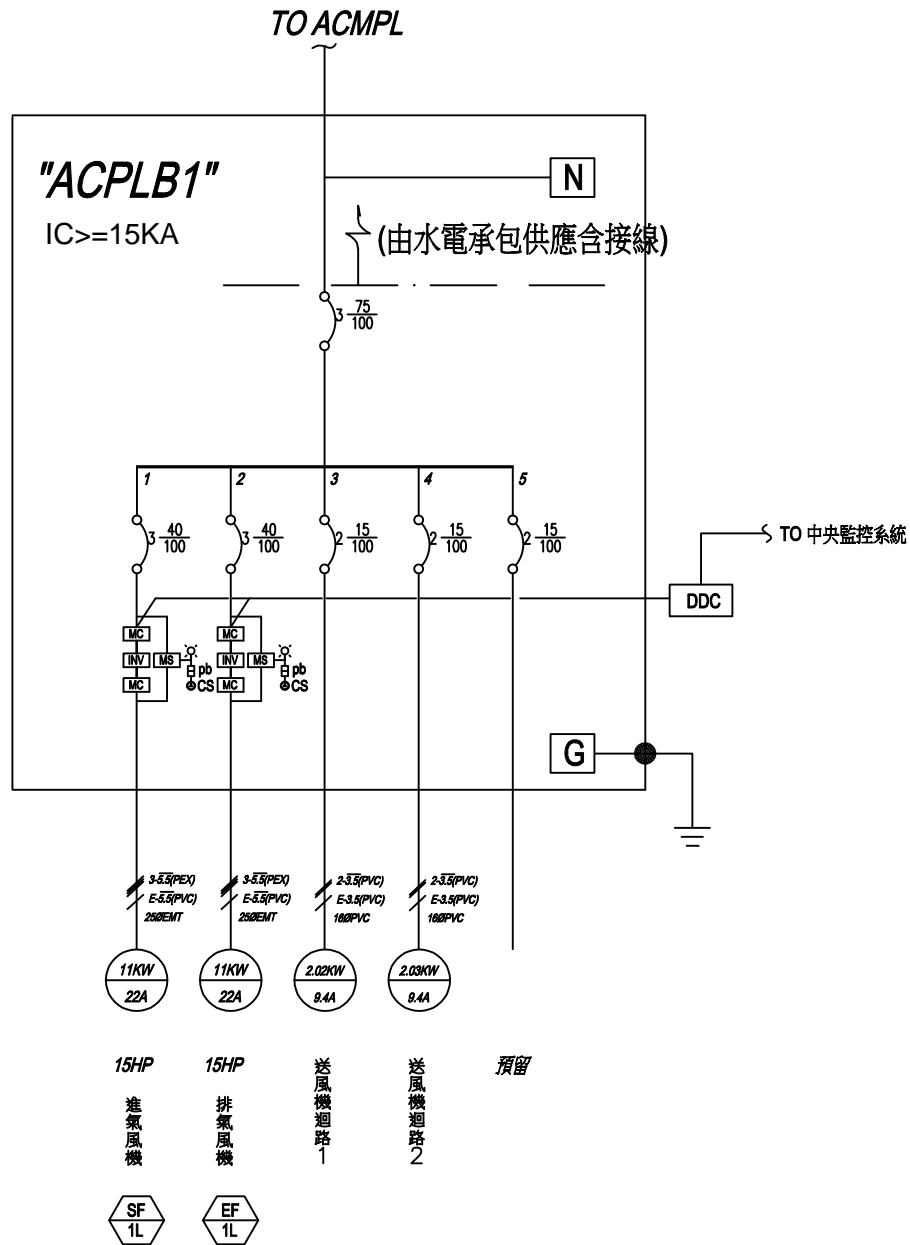 TO ACMPL
"ACPLB1"
N
IC>=15KA
(由水電承包供應含接線)
3 75/100
1 2 3 4 5
3 40/100 3 40/100 2 15/100 2 15/100 2 15/100
TO 中央監控系統
DDC
MC MC
INV MS pb INV MS pb
MC CS MC CS
G
3-5.5(PEX) 3-5.5(PEX) 2-3.5(PVC) 2-3.5(PVC)
E-5.5(PVC) E-5.5(PVC) E-3.5(PVC) E-3.5(PVC)
25ØEMT 25ØEMT 16ØPVC 16ØPVC
11KW 11KW 2.02KW 2.03KW
22A 22A 9.4A 9.4A
15HP 15HP
進氣風機
排氣風機
送風機迴路1
送風機迴路2
預留
SF EF
1L 1L